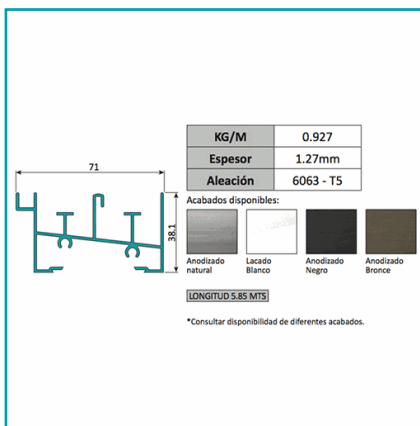 KG/M 0.927
Espesor 1.27mm
Aleación 6063 - T5
71
38.1
Acabados disponibles:
Anodizado natural
Lacado Blanco
Anodizado Negro
Anodizado Bronce
LONGITUD 5.85 MTS
*Consultar disponibilidad de diferentes acabados.